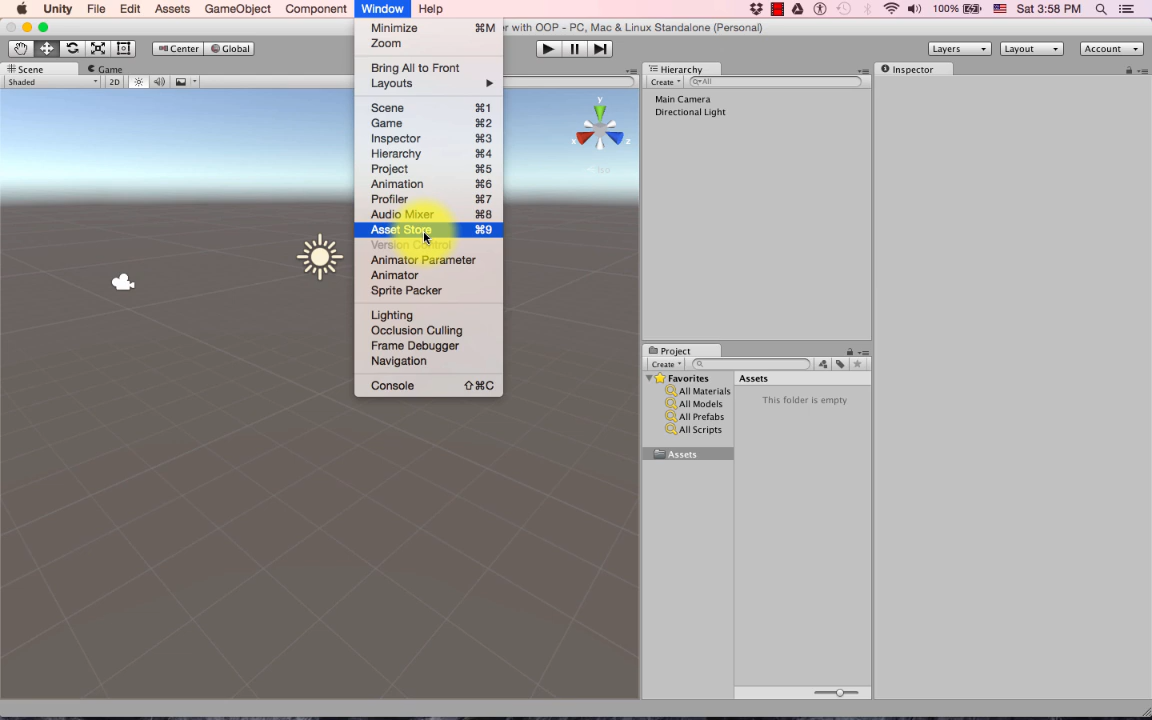 Unity File Edit Assets GameObject Component Window Help 100% Sat 3:58 PM
r with OOP - PC, Mac & Linux Standalone (Personal)
Center Global Layers Layout Account
Scene Game
Shaded 2D
Minimize ⌘M
Zoom
Bring All to Front
Layouts
Scene ⌘1
Game ⌘2
Inspector ⌘3
Hierarchy ⌘4
Project ⌘5
Animation ⌘6
Profiler ⌘7
Audio Mixer ⌘8
Asset Store ⌘9
Version Control
Animator Parameter
Animator
Sprite Packer
Lighting
Occlusion Culling
Frame Debugger
Navigation
Console ⇧⌘C
y
x z
Iso
Hierarchy
Create All
Main Camera
Directional Light
Project
Create
Favorites
All Materials
All Models
All Prefabs
All Scripts
Assets
Assets
This folder is empty
Inspector